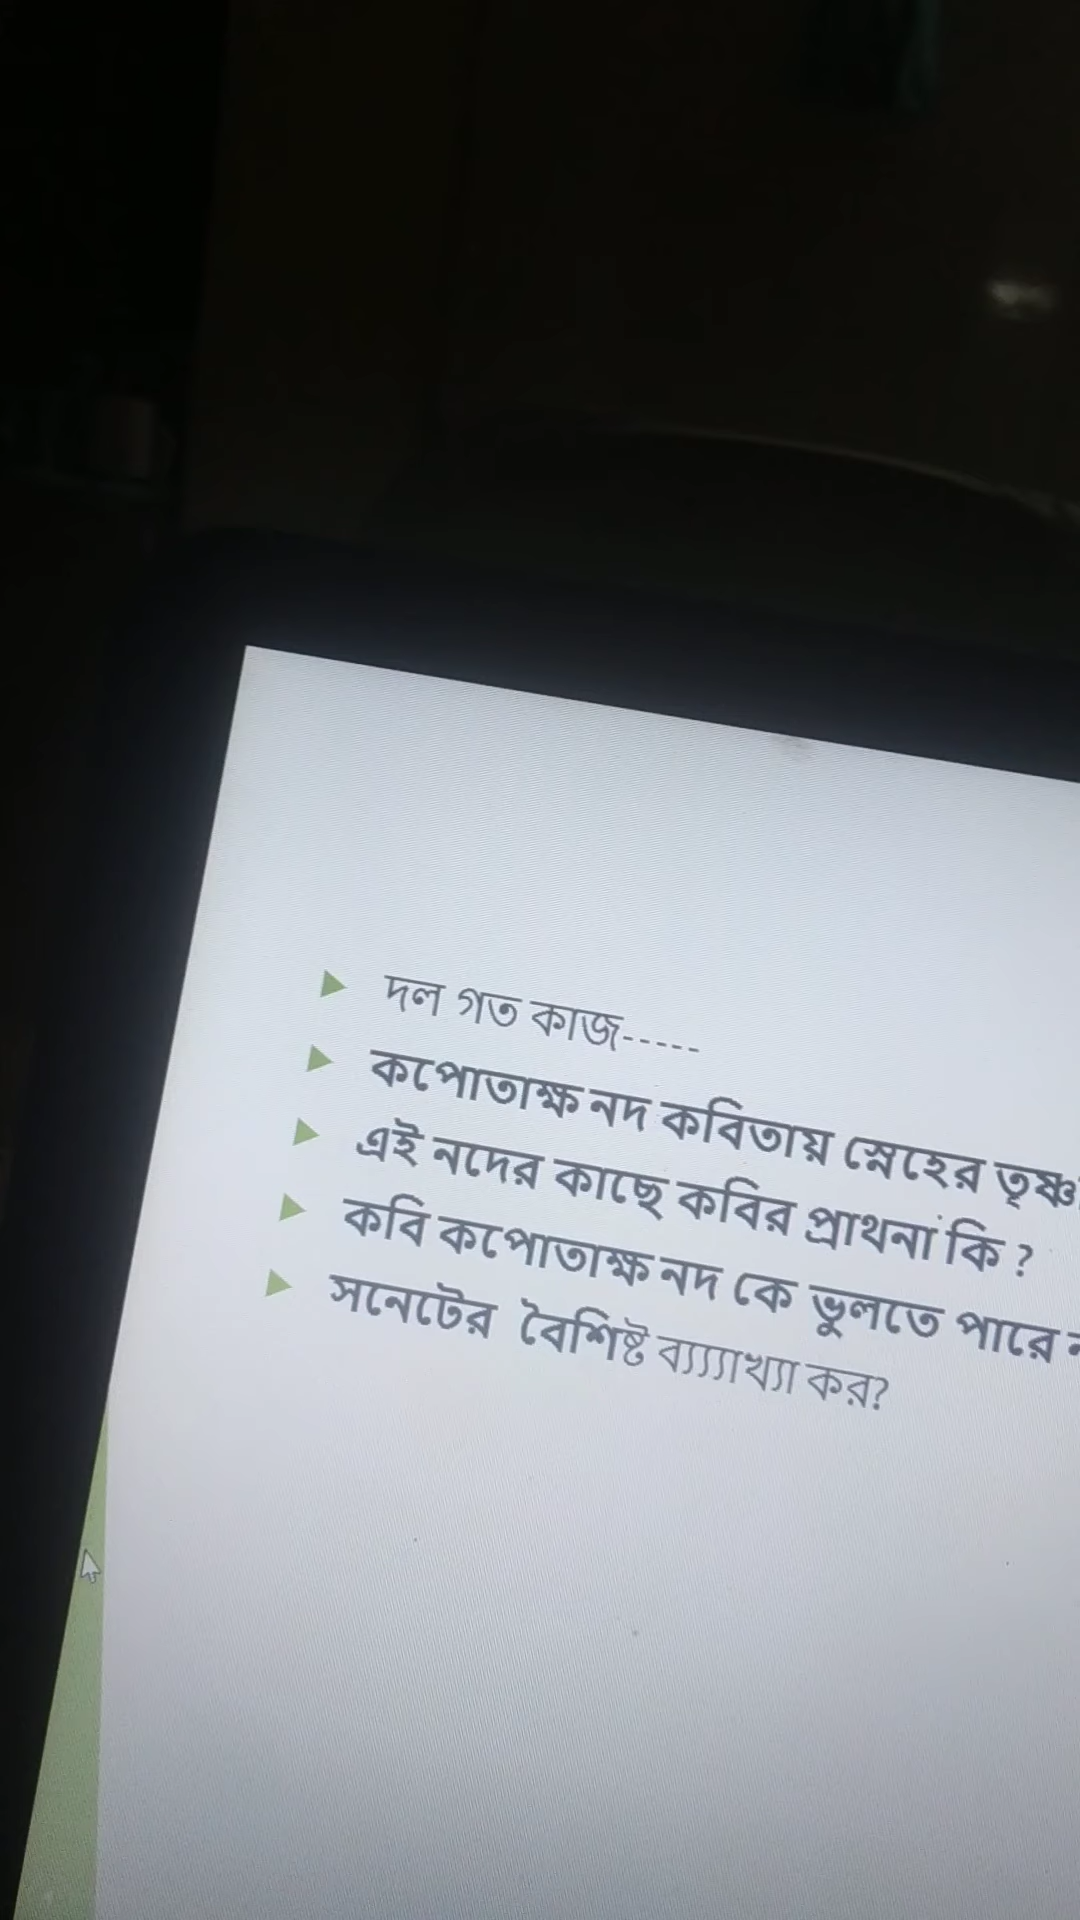 দল গত কাজ-----
কপোতাক্ষ নদ কবিতায় স্নেহের
এই নদের কাছে কবির প্রাথনা কি ?
কবি কপোতাক্ষ নদ কে ভুলতে পারে
সনেটের বৈশিষ্ট ব্যাখ্যা কর?